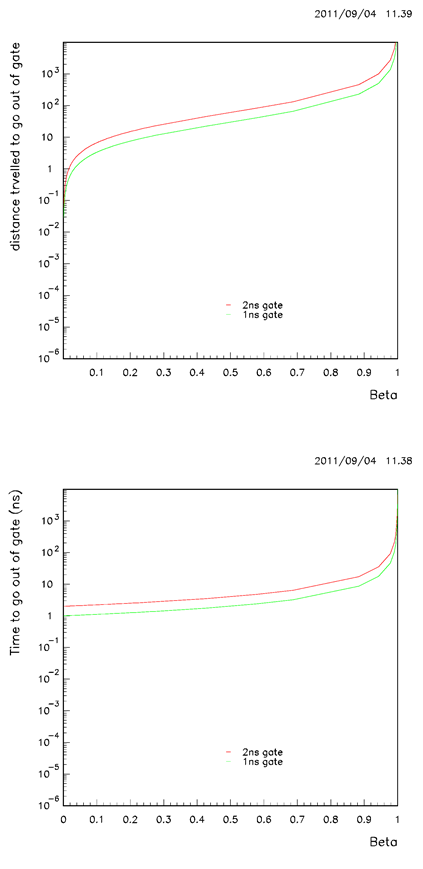 2011/09/04 11.39
distance trvelled to go out of gate
10^3
10^2
10
1
10^-1
10^-2
10^-3
10^-4
10^-5
10^-6
2ns gate
1ns gate
0.1 0.2 0.3 0.4 0.5 0.6 0.7 0.8 0.9 1
Beta
2011/09/04 11.38
Time to go out of gate (ns)
10^3
10^2
10
1
10^-1
10^-2
10^-3
10^-4
10^-5
10^-6
2ns gate
1ns gate
0 0.1 0.2 0.3 0.4 0.5 0.6 0.7 0.8 0.9 1
Beta